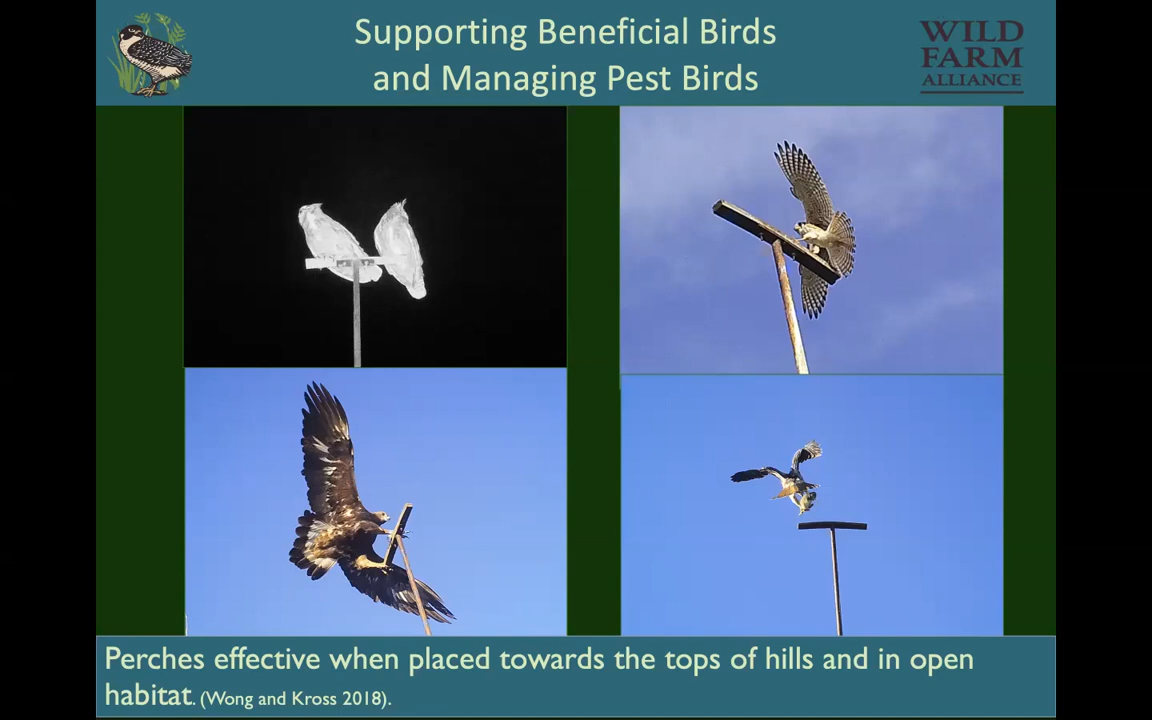 Supporting Beneficial Birds
and Managing Pest Birds
WILD
FARM
ALLIANCE
Perches effective when placed towards the tops of hills and in open
habitat. (Wong and Kross 2018).